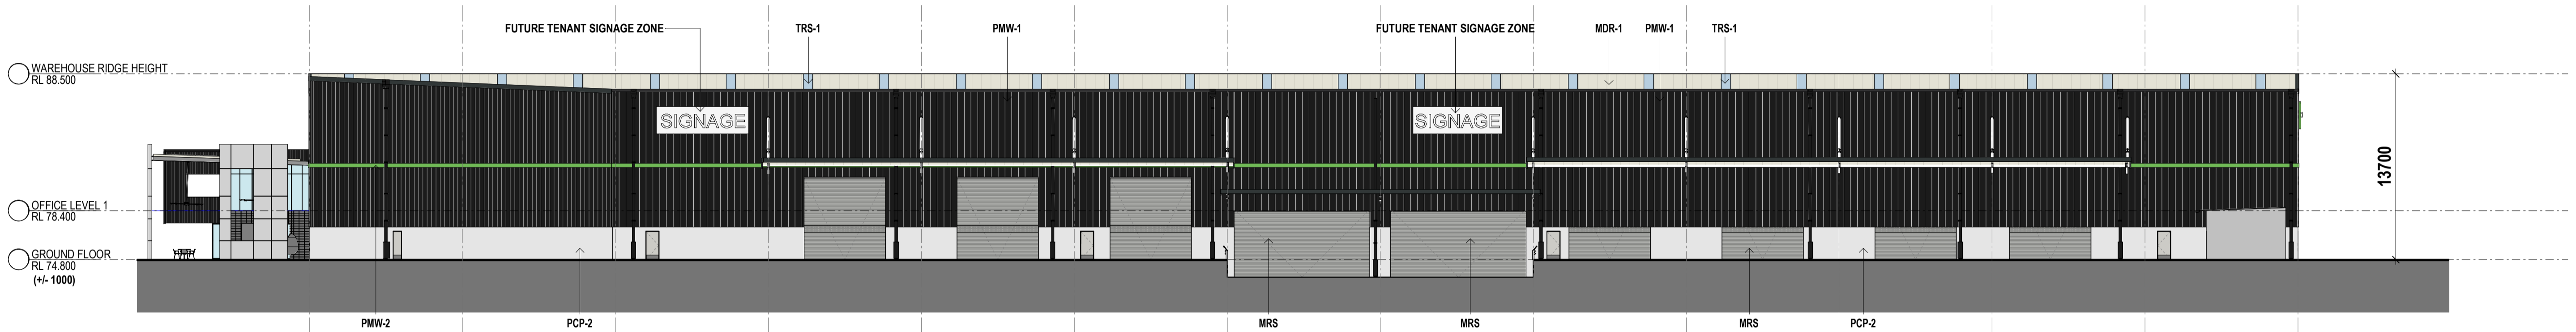 FUTURE TENANT SIGNAGE ZONE
TRS-1
PMW-1
FUTURE TENANT SIGNAGE ZONE
MDR-1
PMW-1
TRS-1
WAREHOUSE RIDGE HEIGHT
RL 88.500
SIGNAGE
SIGNAGE
13700
OFFICE LEVEL 1
RL 78.400
GROUND FLOOR
RL 74.800
(+/- 1000)
PMW-2
PCP-2
MRS
MRS
MRS
PCP-2